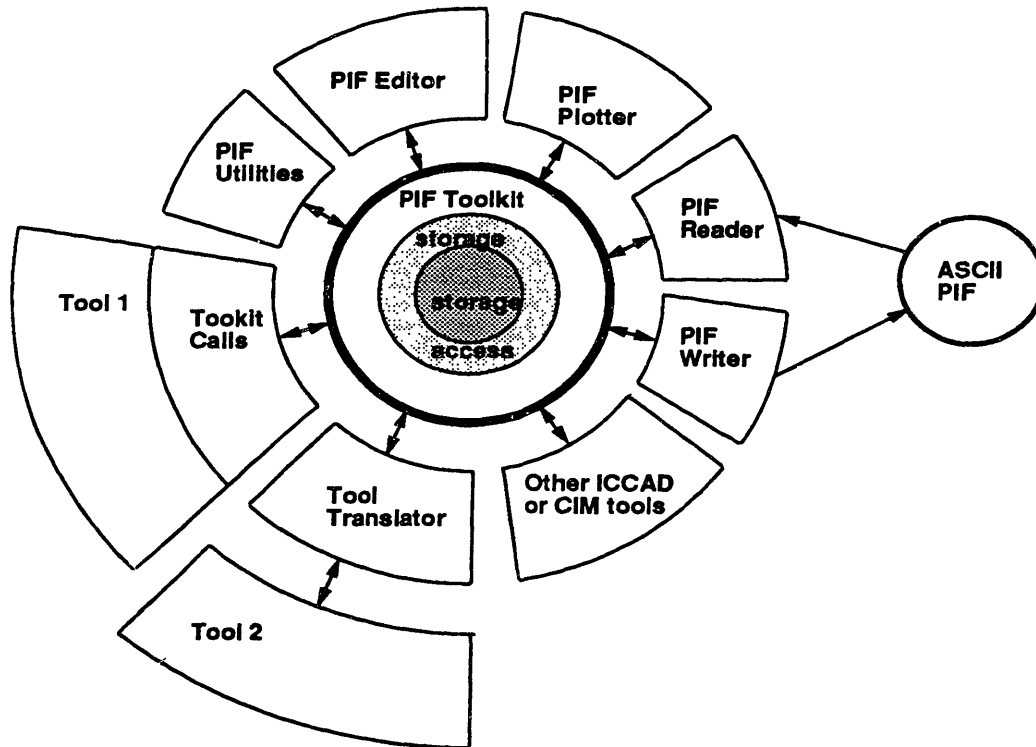 PIF Editor
PIF
Plotter
PIF
Utilities
PIF Toolkit
storage
storage
access
PIF
Reader
ASCII
PIF
Tool 1
Tookit
Calls
PIF
Writer
Tool
Translator
Other ICCAD
or CIM tools
Tool 2